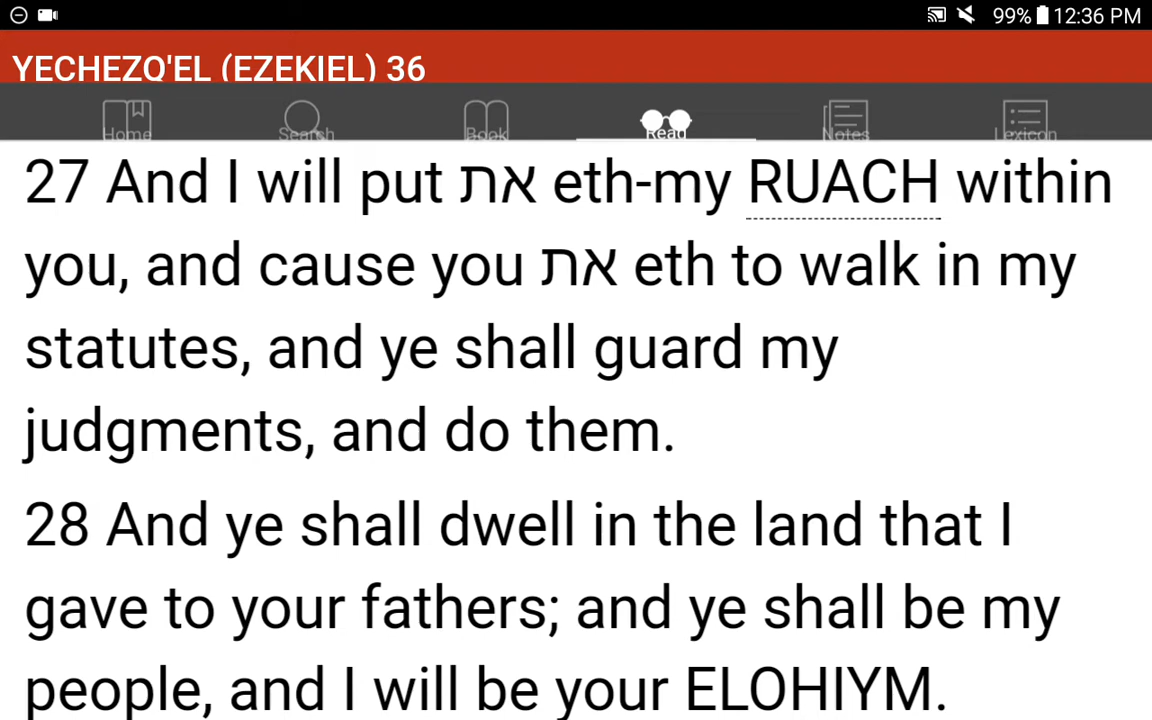 99% 12:36 PM
YECHEZQ'EL (EZEKIEL) 36
Home Search Book Read Notes Lexicon
27 And I will put את eth-my RUACH within
you, and cause you את eth to walk in my
statutes, and ye shall guard my
judgments, and do them.
28 And ye shall dwell in the land that I
gave to your fathers; and ye shall be my
people, and I will be your ELOHIYM.